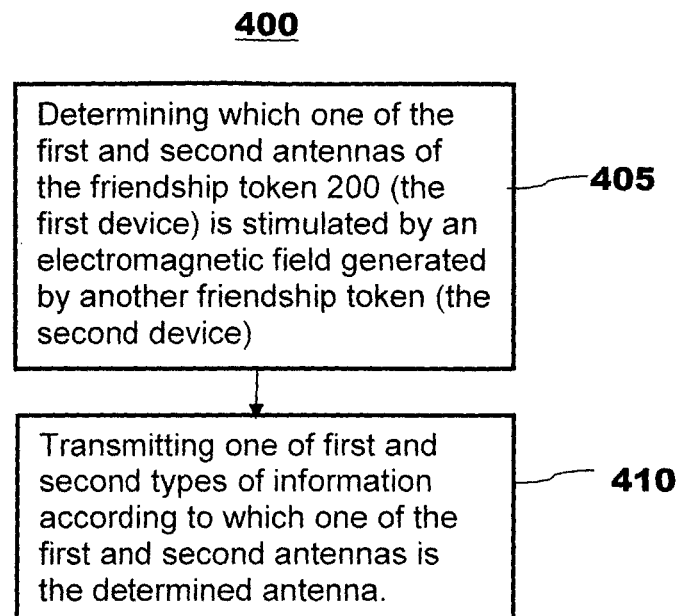 400
Determining which one of the
first and second antennas of
the friendship token 200 (the
first device) is stimulated by an
electromagnetic field generated
by another friendship token (the
second device)
405
Transmitting one of first and
second types of information
according to which one of the
first and second antennas is
the determined antenna.
410